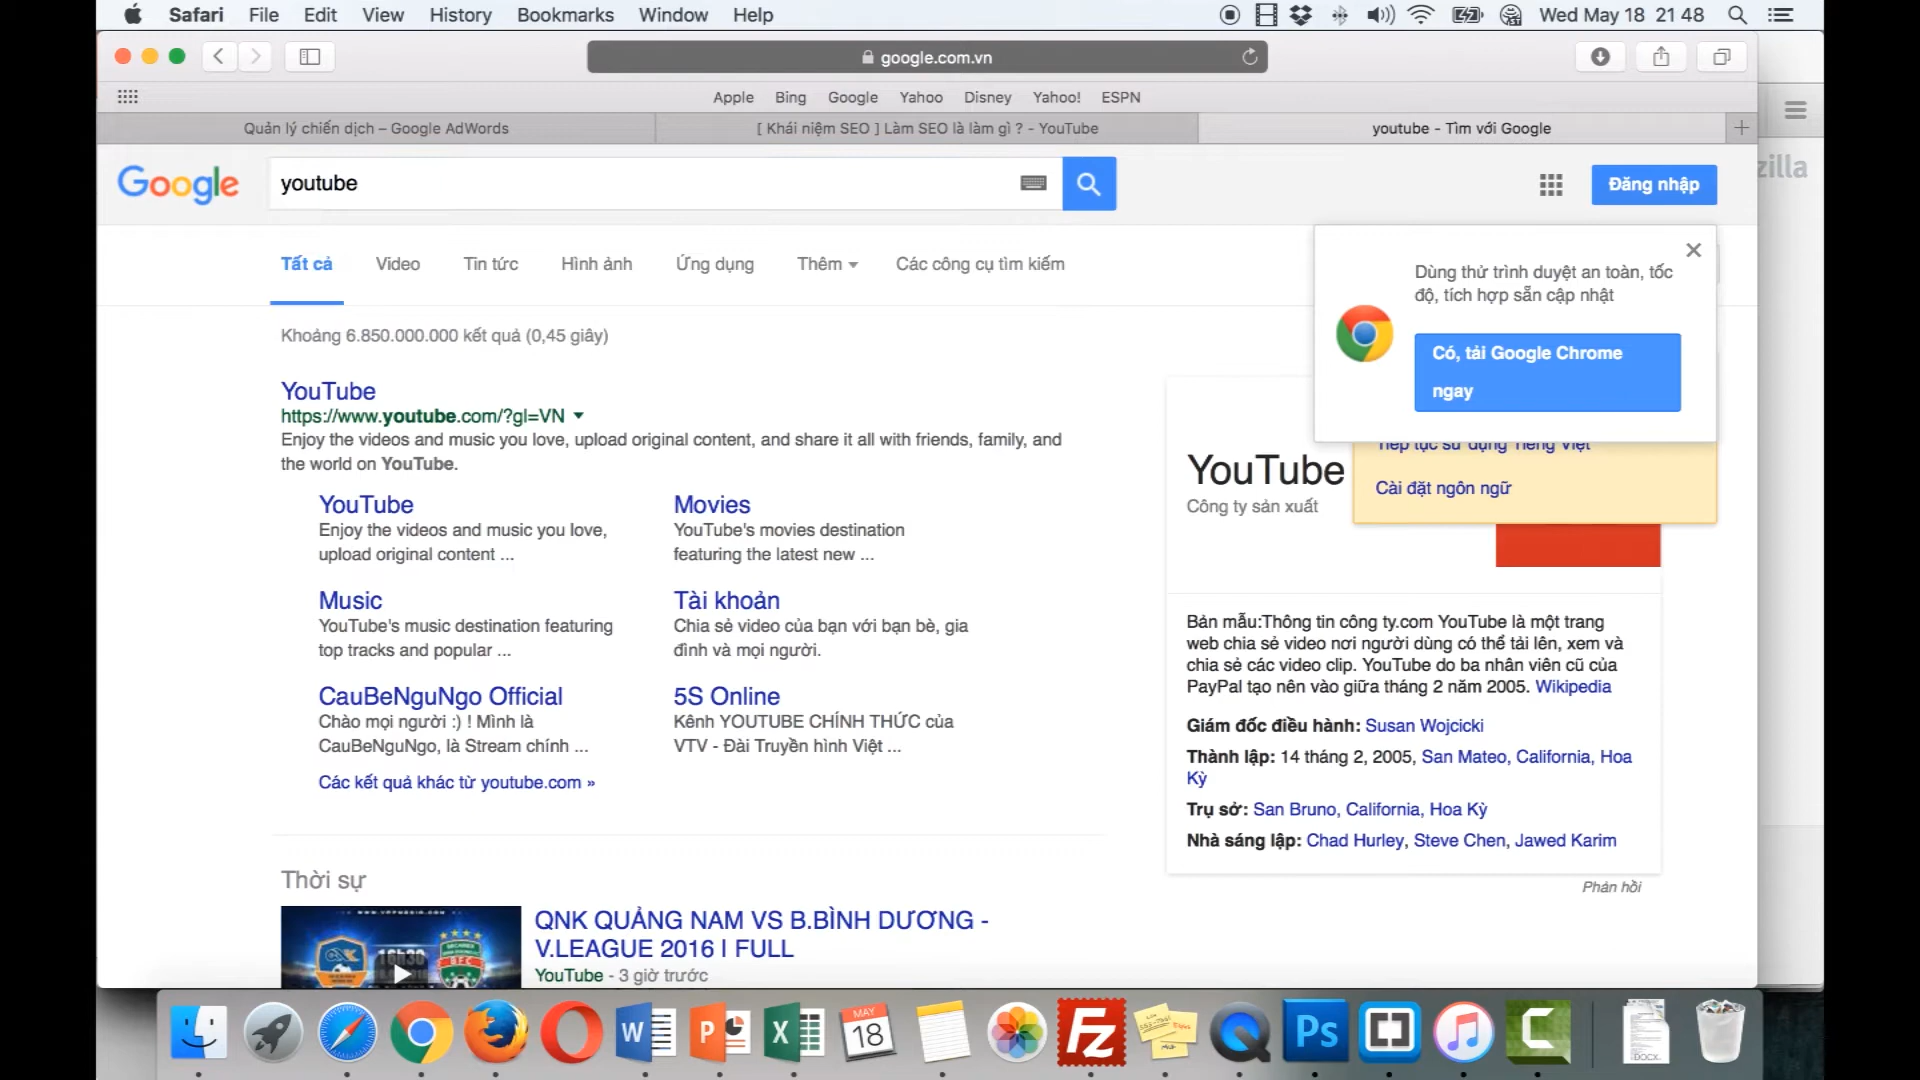 Safari File Edit View History Bookmarks Window Help
Wed May 18 21 48
google.com.vn
Apple Bing Google Yahoo Disney Yahoo! ESPN
Quản lý chiến dịch – Google AdWords
[ Khái niệm SEO ] Làm SEO là làm gì ? - YouTube
youtube - Tìm với Google
zilla
Google
youtube
Đăng nhập
Tất cả Video Tin tức Hình ảnh Ứng dụng Thêm Các công cụ tìm kiếm
Dùng thử trình duyệt an toàn, tốc
độ, tích hợp sẵn cập nhật
Có, tải Google Chrome
ngay
Tiếp tục sử dụng Tiếng Việt
Cài đặt ngôn ngữ
Khoảng 6.850.000.000 kết quả (0,45 giây)
YouTube
https://www.youtube.com/?gl=VN
Enjoy the videos and music you love, upload original content, and share it all with friends, family, and
the world on YouTube.
YouTube
Enjoy the videos and music you love,
upload original content ...
Movies
YouTube's movies destination
featuring the latest new ...
Music
YouTube's music destination featuring
top tracks and popular ...
Tài khoản
Chia sẻ video của bạn với bạn bè, gia
đình và mọi người.
CauBeNguNgo Official
Chào mọi người :) ! Mình là
CauBeNguNgo, là Stream chính ...
5S Online
Kênh YOUTUBE CHÍNH THỨC của
VTV - Đài Truyền hình Việt ...
Các kết quả khác từ youtube.com »
YouTube
Công ty sản xuất
Bản mẫu:Thông tin công ty.com YouTube là một trang
web chia sẻ video nơi người dùng có thể tải lên, xem và
chia sẻ các video clip. YouTube do ba nhân viên cũ của
PayPal tạo nên vào giữa tháng 2 năm 2005. Wikipedia
Giám đốc điều hành: Susan Wojcicki
Thành lập: 14 tháng 2, 2005, San Mateo, California, Hoa
Kỳ
Trụ sở: San Bruno, California, Hoa Kỳ
Nhà sáng lập: Chad Hurley, Steve Chen, Jawed Karim
Phản hồi
Thời sự
QNK QUẢNG NAM VS B.BÌNH DƯƠNG -
V.LEAGUE 2016 l FULL
YouTube - 3 giờ trước
16h30
W
P
X
MAY
18
Fz
Ps
C
DOCX